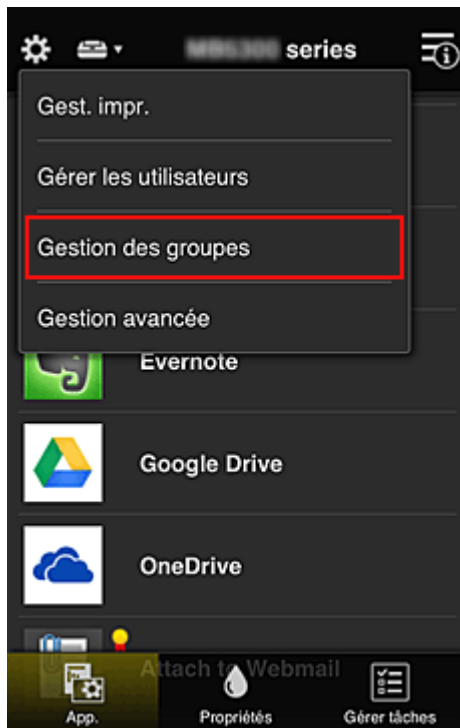 series
Gest. impr.
Gérer les utilisateurs
Gestion des groupes
Gestion avancée
Evernote
Google Drive
OneDrive
Attach to Webmail
App.
Propriétés
Gérer tâches